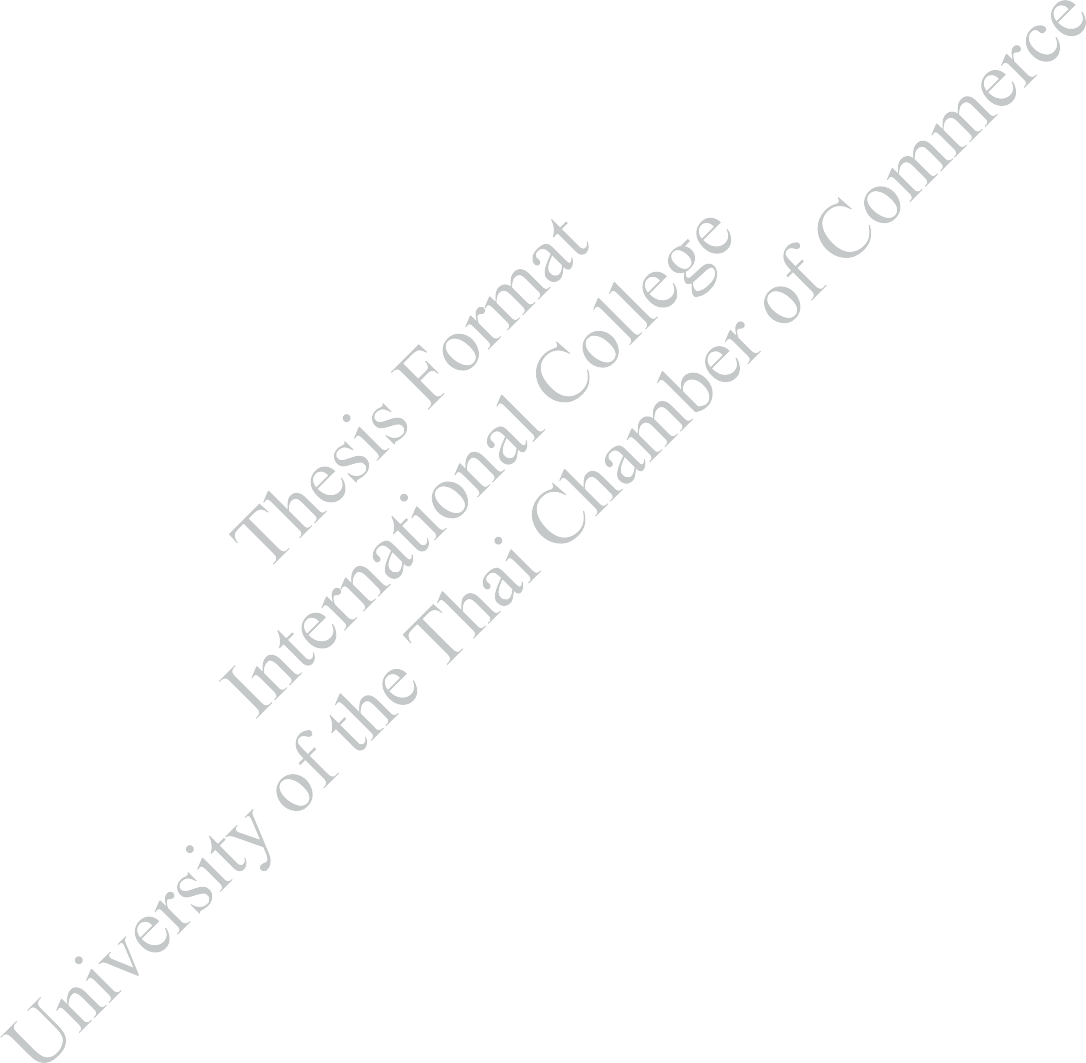 Thesis Format
International College
University of the Thai Chamber of Commerce